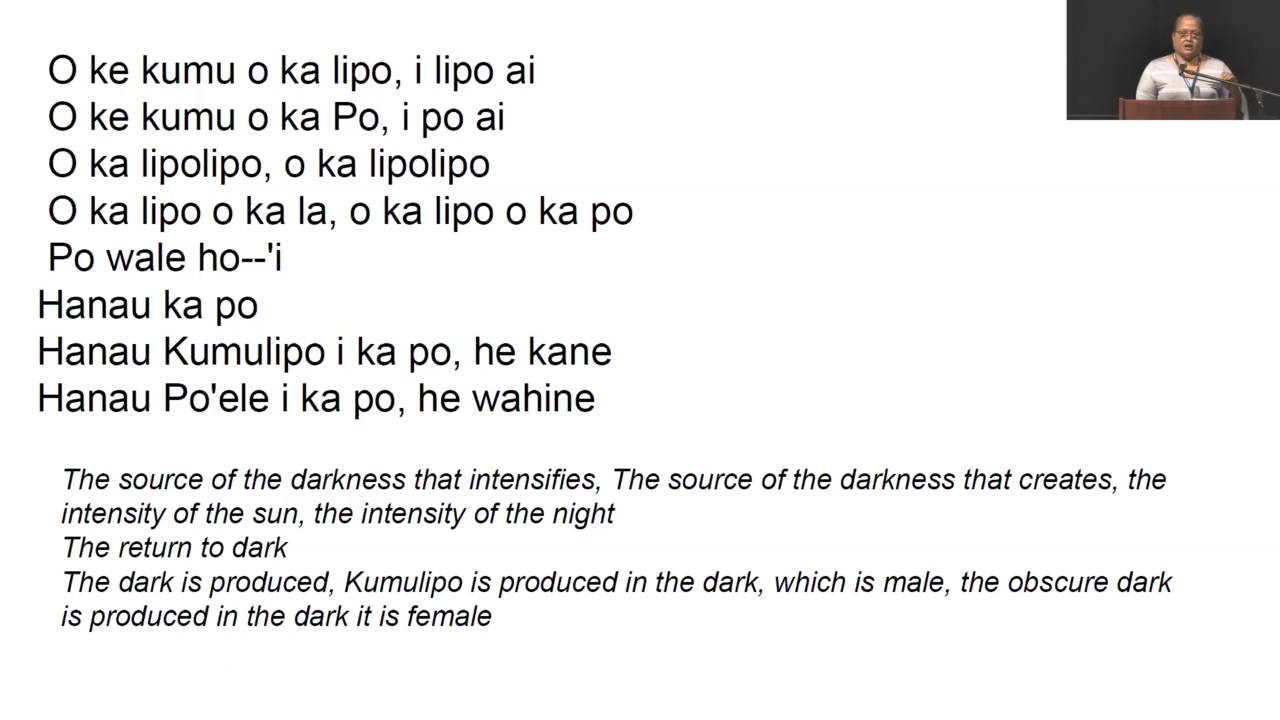 O ke kumu o ka lipo, i lipo ai
O ke kumu o ka Po, i po ai
O ka lipolipo, o ka lipolipo
O ka lipo o ka la, o ka lipo o ka po
Po wale ho--'i
Hanau ka po
Hanau Kumulipo i ka po, he kane
Hanau Po'ele i ka po, he wahine
The source of the darkness that intensifies, The source of the darkness that creates, the
intensity of the sun, the intensity of the night
The return to dark
The dark is produced, Kumulipo is produced in the dark, which is male, the obscure dark
is produced in the dark it is female